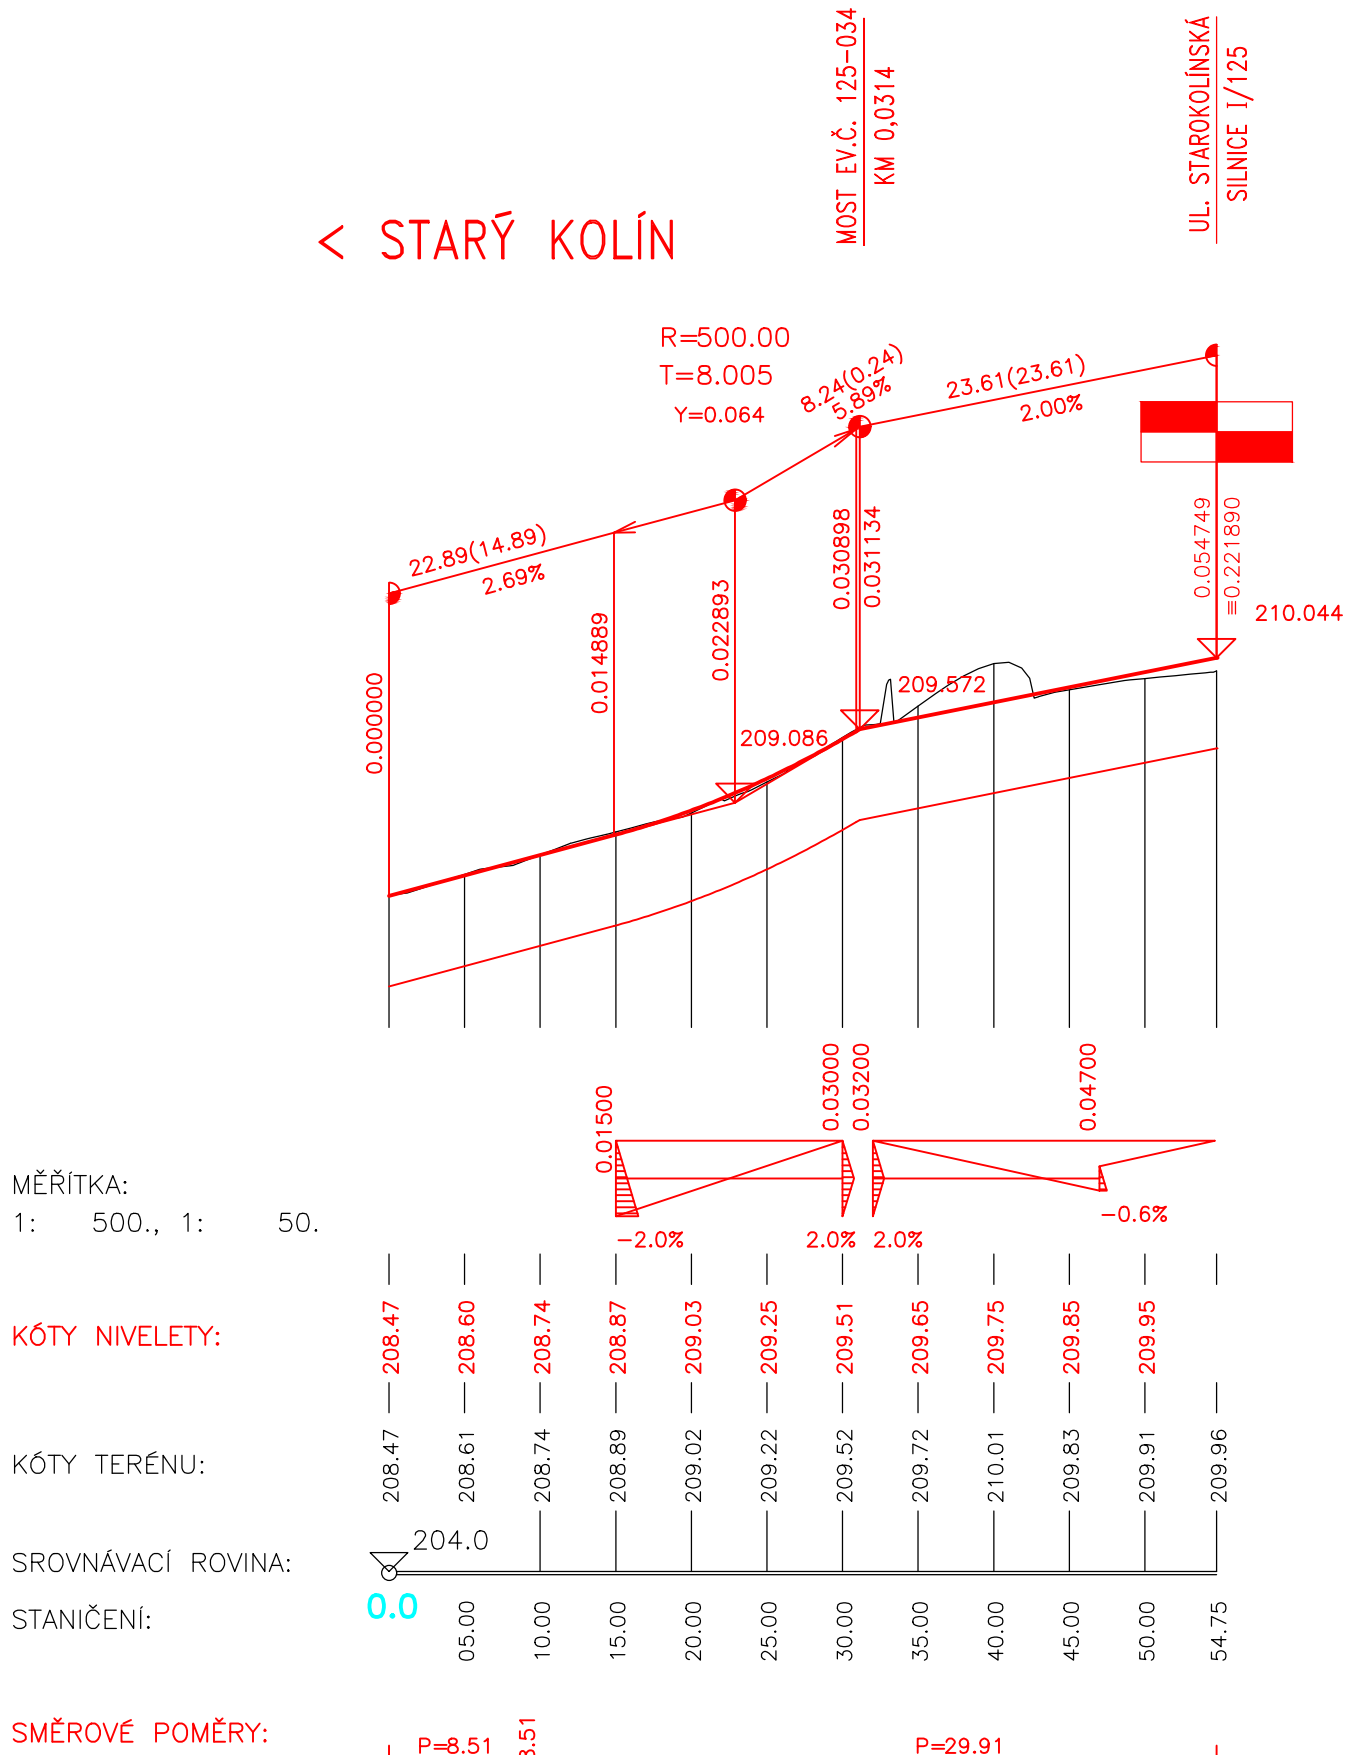 MOST EV.Č. 125-034
KM 0,0314
UL. STAROKOLÍNSKÁ
SILNICE I/125
< STARÝ KOLÍN
R=500.00
T=8.005
Y=0.064
22.89(14.89)
2.69%
8.24(0.24)
5.89%
23.61(23.61)
2.00%
0.000000
0.014889
0.022893
0.030898
0.031134
0.054749
≡0.221890
209.086
209.572
210.044
0.01500
0.03000
0.03200
0.04700
-2.0%
2.0%
2.0%
-0.6%
MĚŘÍTKA:
1: 500., 1: 50.
KÓTY NIVELETY: 208.47 208.60 208.74 208.87 209.03 209.25 209.51 209.65 209.75 209.85 209.95
KÓTY TERÉNU: 208.47 208.61 208.74 208.89 209.02 209.22 209.52 209.72 210.01 209.83 209.91 209.96
SROVNÁVACÍ ROVINA: 204.0
STANIČENÍ: 0.0 05.00 10.00 15.00 20.00 25.00 30.00 35.00 40.00 45.00 50.00 54.75
SMĚROVÉ POMĚRY: P=8.51 P=29.91